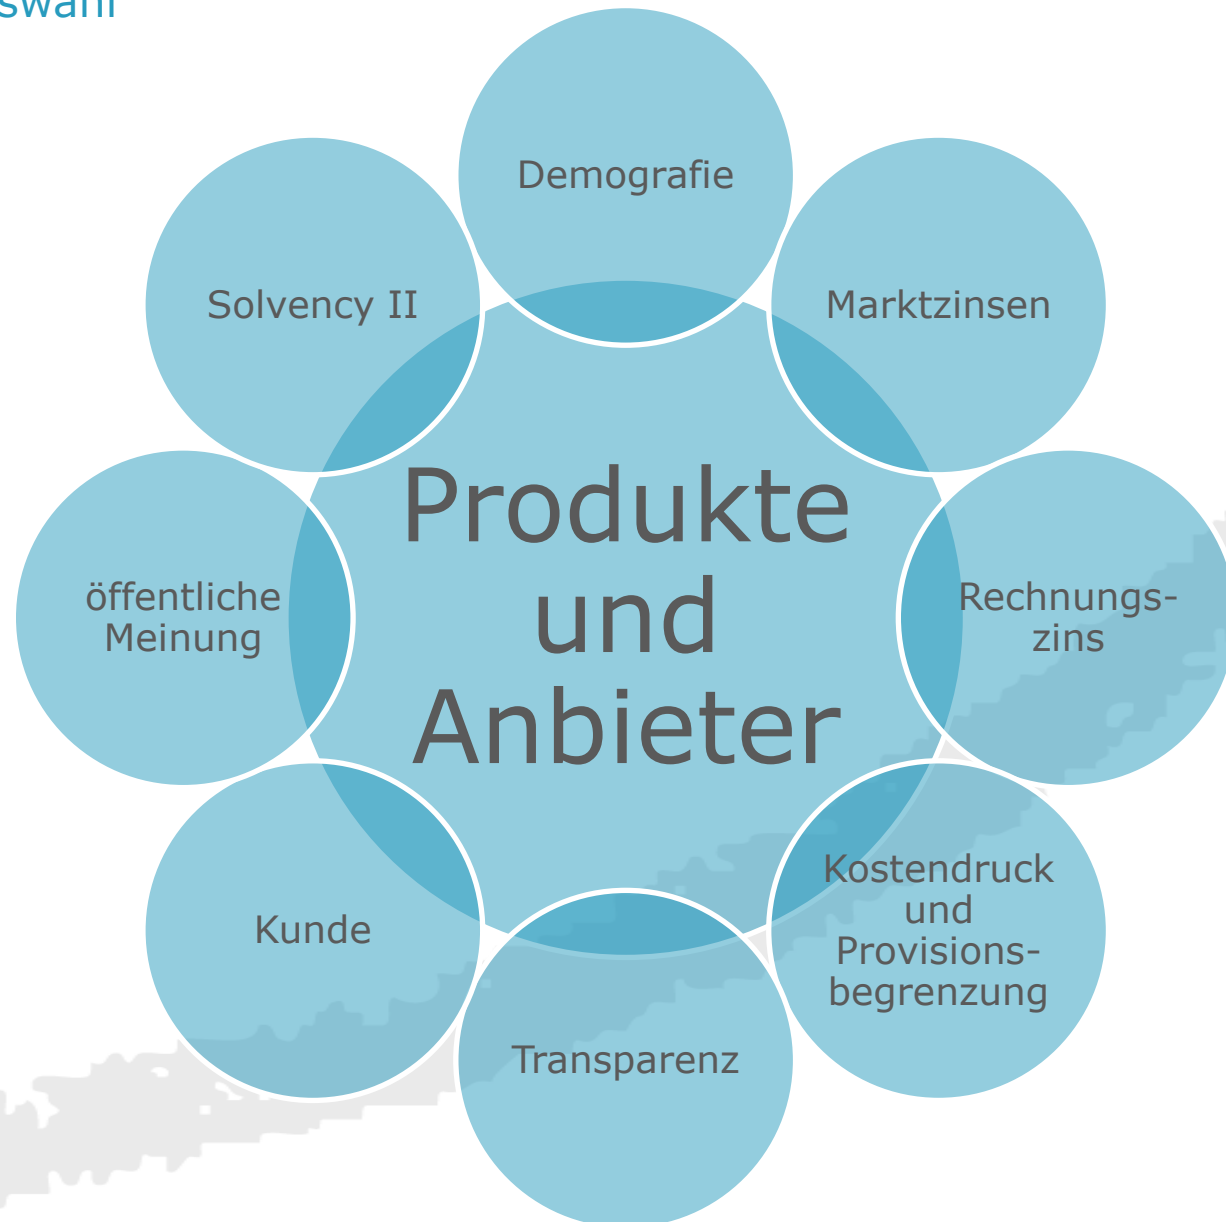 Demografie
Marktzinsen
Rechnungs-
zins
Kostendruck
und
Provisions-
begrenzung
Transparenz
Kunde
öffentliche
Meinung
Solvency II
Produkte
und
Anbieter